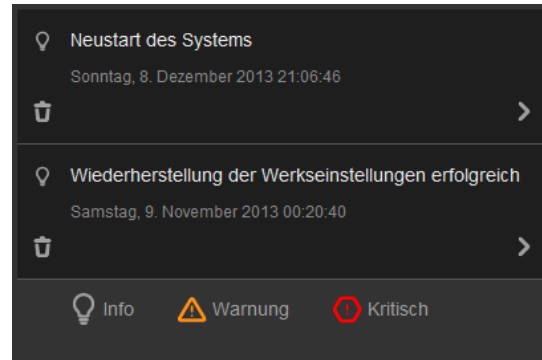 Neustart des Systems
Sonntag, 8. Dezember 2013 21:06:46
Wiederherstellung der Werkseinstellungen erfolgreich
Samstag, 9. November 2013 00:20:40
Info Warnung Kritisch